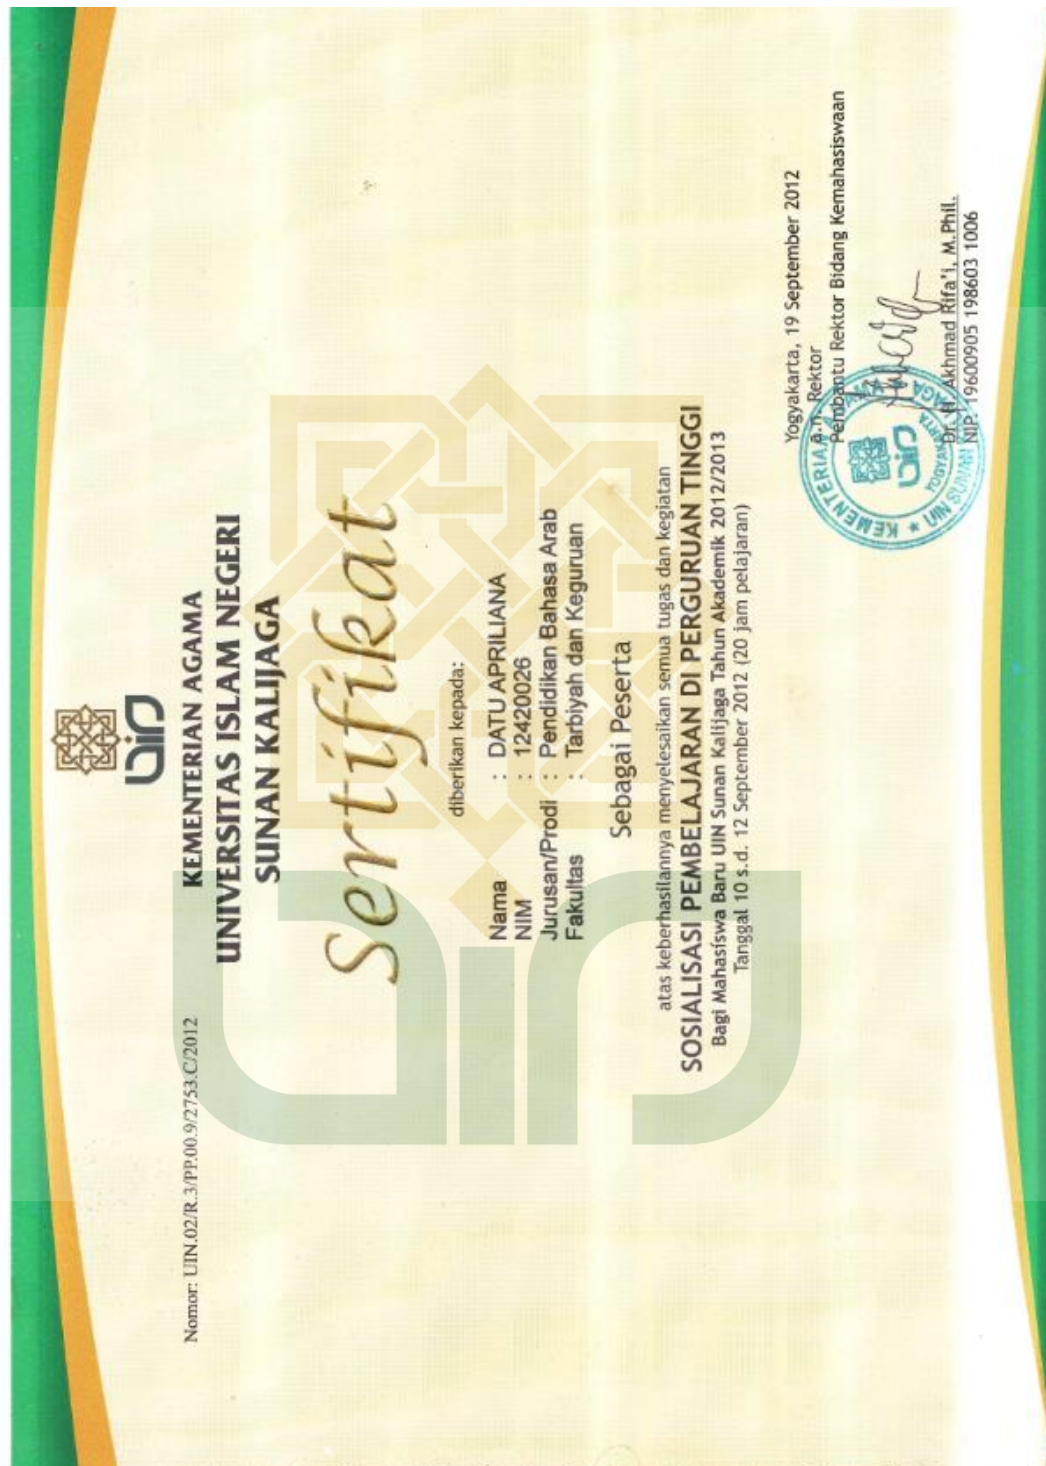 uin
Nomor: UIN.02/R.3/PP.00.9/2753.C/2012
KEMENTERIAN AGAMA
UNIVERSITAS ISLAM NEGERI
SUNAN KALIJAGA
Sertifikat
diberikan kepada:
Nama : DATU APRILIANA
NIM : 12420026
Jurusan/Prodi : Pendidikan Bahasa Arab
Fakultas : Tarbiyah dan Keguruan
Sebagai Peserta
atas keberhasilannya menyelesaikan semua tugas dan kegiatan
SOSIALISASI PEMBELAJARAN DI PERGURUAN TINGGI
Bagi Mahasiswa Baru UIN Sunan Kalijaga Tahun Akademik 2012/2013
Tanggal 10 s.d. 12 September 2012 (20 jam pelajaran)
Yogyakarta, 19 September 2012
a.n. Rektor
Pembantu Rektor Bidang Kemahasiswaan
Dr. H. Akhmad Rifa'i, M.Phil.
NIP. 19600905 198603 1006
KEMENTERIAN AGAMA
UIN SUNAN KALIJAGA
uin
YOGYAKARTA